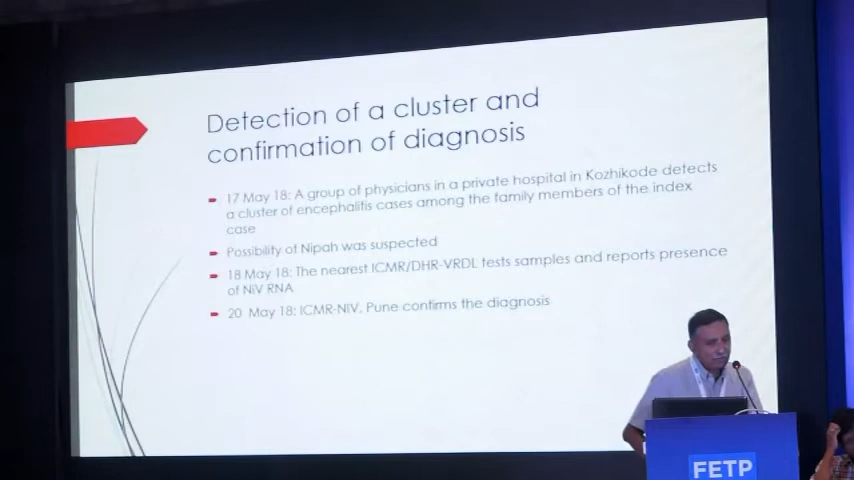 Detection of a cluster and
confirmation of diagnosis
17 May 18: A group of physicians in a private hospital in Kozhikode detects
a cluster of encephalitis cases among the family members of the index
case
Possibility of Nipah was suspected
18 May 18: The nearest ICMR/DHR-VRDL tests samples and reports presence
of NiV RNA
20 May 18: ICMR-NIV, Pune confirms the diagnosis
FETP